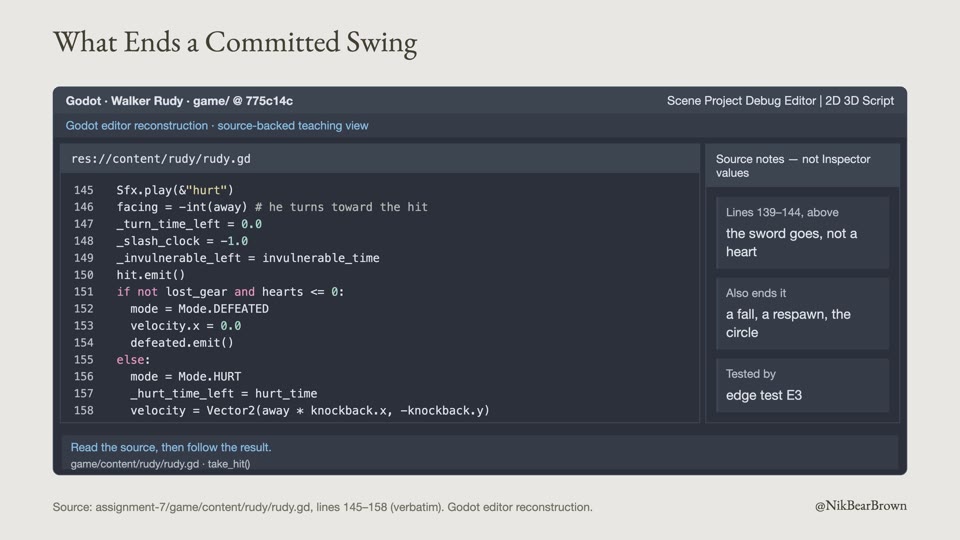 What Ends a Committed Swing
Godot · Walker Rudy · game/ @ 775c14c
Scene Project Debug Editor | 2D 3D Script
Godot editor reconstruction · source-backed teaching view
res://content/rudy/rudy.gd
145 Sfx.play(&"hurt")
146 facing = -int(away) # he turns toward the hit
147 _turn_time_left = 0.0
148 _slash_clock = -1.0
149 _invulnerable_left = invulnerable_time
150 hit.emit()
151 if not lost_gear and hearts <= 0:
152 mode = Mode.DEFEATED
153 velocity.x = 0.0
154 defeated.emit()
155 else:
156 mode = Mode.HURT
157 _hurt_time_left = hurt_time
158 velocity = Vector2(away * knockback.x, -knockback.y)
Source notes — not Inspector
values
Lines 139–144, above
the sword goes, not a
heart
Also ends it
a fall, a respawn, the
circle
Tested by
edge test E3
Read the source, then follow the result.
game/content/rudy/rudy.gd · take_hit()
Source: assignment-7/game/content/rudy/rudy.gd, lines 145–158 (verbatim). Godot editor reconstruction.
@NikBearBrown